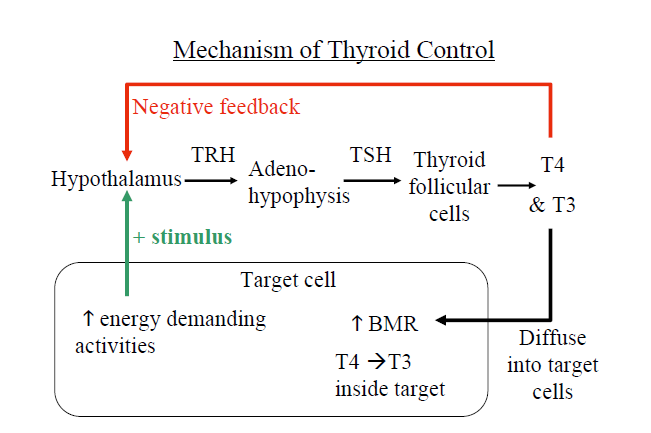 Mechanism of Thyroid Control
Negative feedback
TRH
TSH
Hypothalamus
Adeno-
hypophysis
Thyroid
follicular
cells
T4
& T3
+ stimulus
Target cell
↑ energy demanding
activities
↑ BMR
T4 →T3
inside target
Diffuse
into target
cells